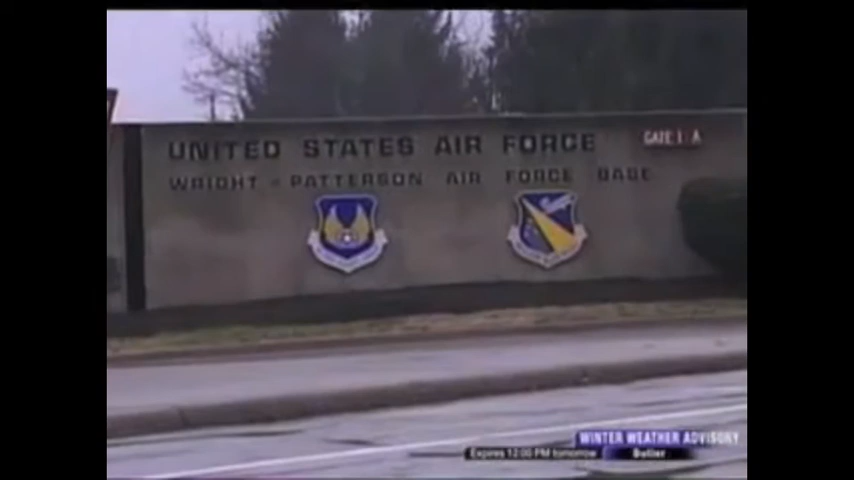 UNITED STATES AIR FORCE
GATE 1 A
WRIGHT - PATTERSON AIR FORCE BASE
WINTER WEATHER ADVISORY
Expires 12:00 PM tomorrow
Butler